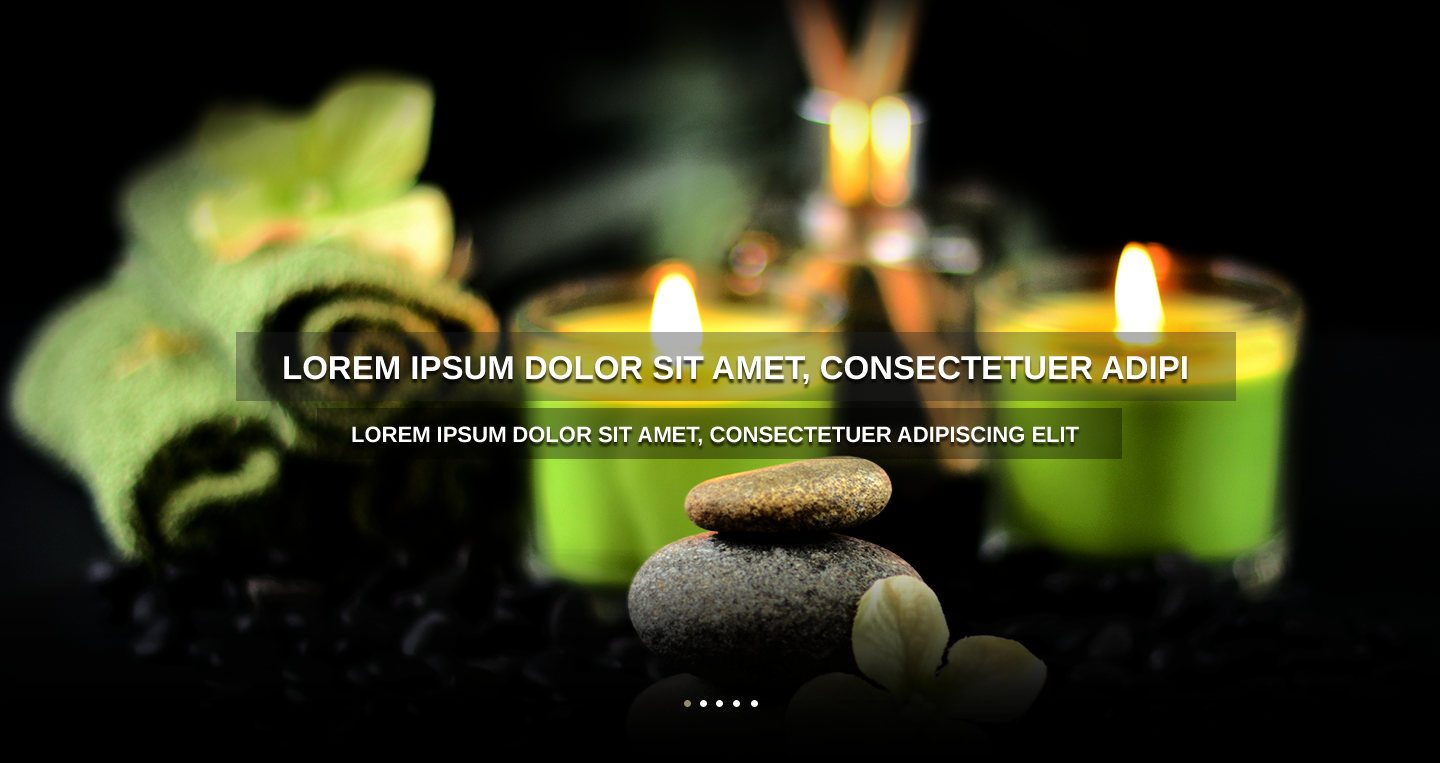 LOREM IPSUM DOLOR SIT AMET, CONSECTETUER ADIPI
LOREM IPSUM DOLOR SIT AMET, CONSECTETUER ADIPISCING ELIT